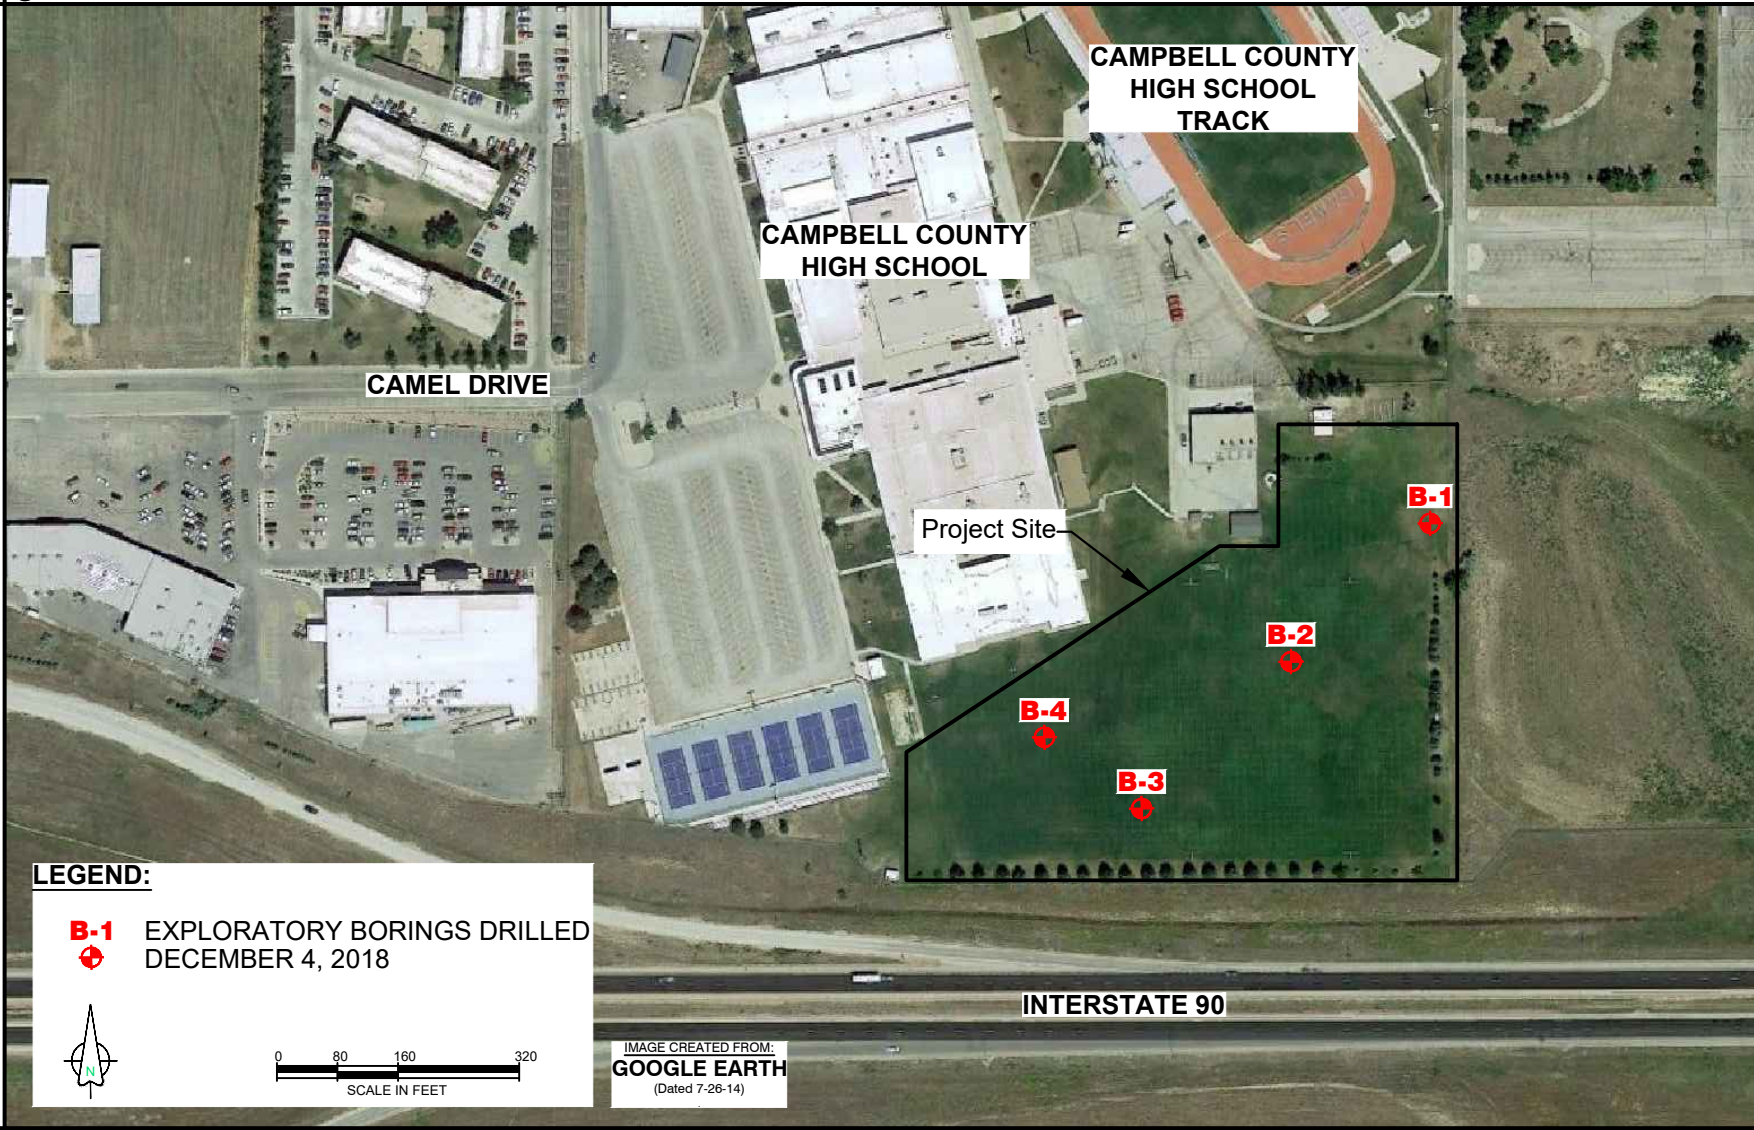 CAMPBELL COUNTY
HIGH SCHOOL
TRACK
CAMPBELL COUNTY
HIGH SCHOOL
CAMELS
CAMEL DRIVE
B-1
Project Site
B-2
B-4
B-3
LEGEND:
B-1 EXPLORATORY BORINGS DRILLED
DECEMBER 4, 2018
INTERSTATE 90
N
0 80 160 320
SCALE IN FEET
IMAGE CREATED FROM:
GOOGLE EARTH
(Dated 7-26-14)